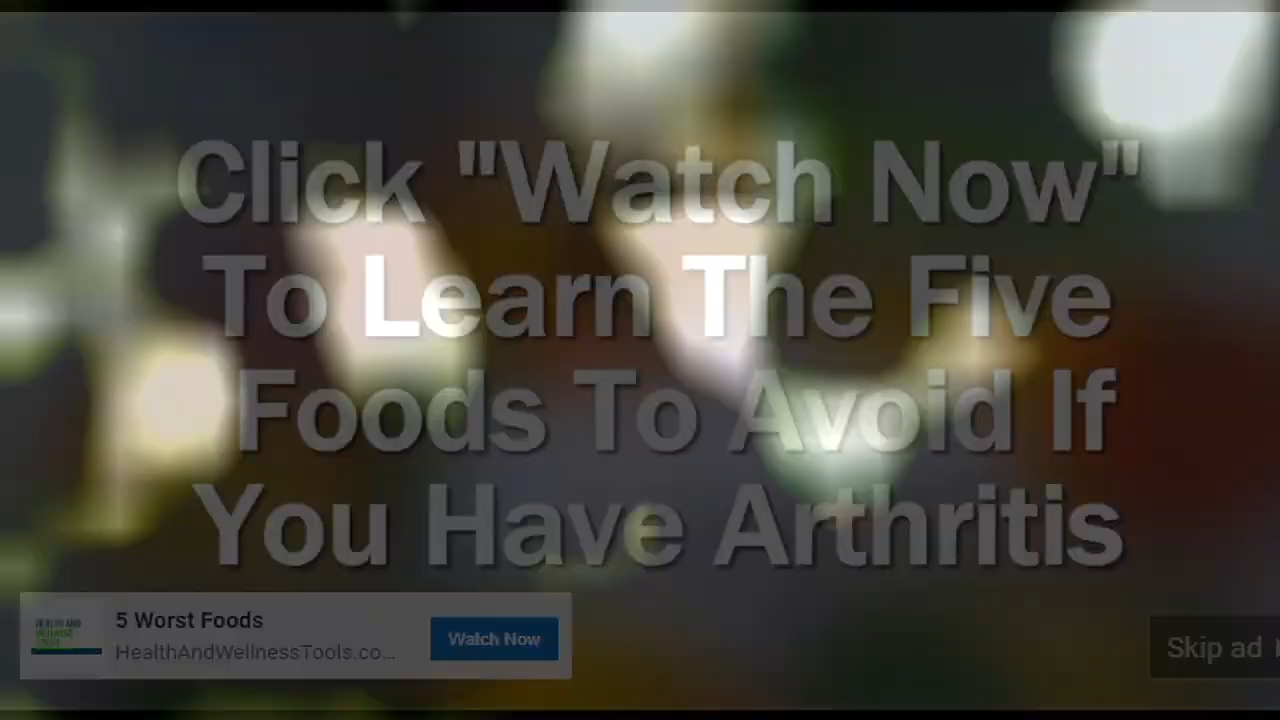 Click "Watch Now"
To Learn The Five
Foods To Avoid If
You Have Arthritis
5 Worst Foods
HealthAndWellnessTools.co...
Watch Now
Skip ad